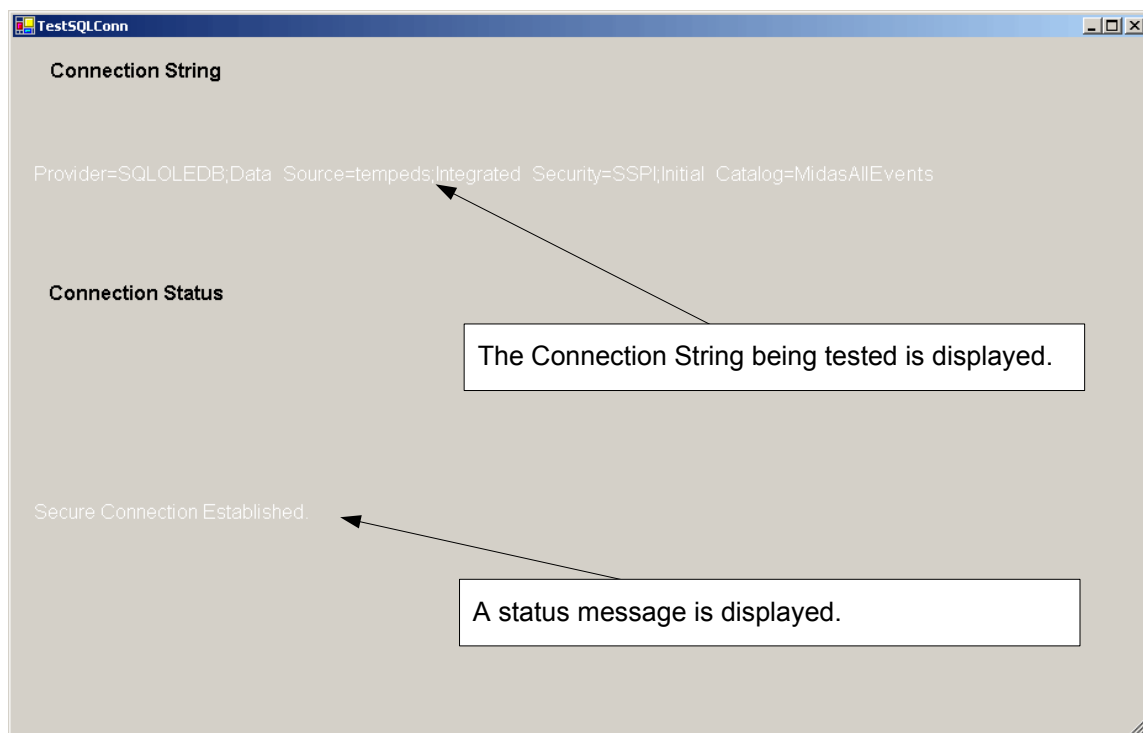 TestSQLConn
Connection String
Provider=SQLOLEDB;Data Source=tempeds;Integrated Security=SSPI;Initial Catalog=MidasAllEvents
Connection Status
The Connection String being tested is displayed.
Secure Connection Established.
A status message is displayed.